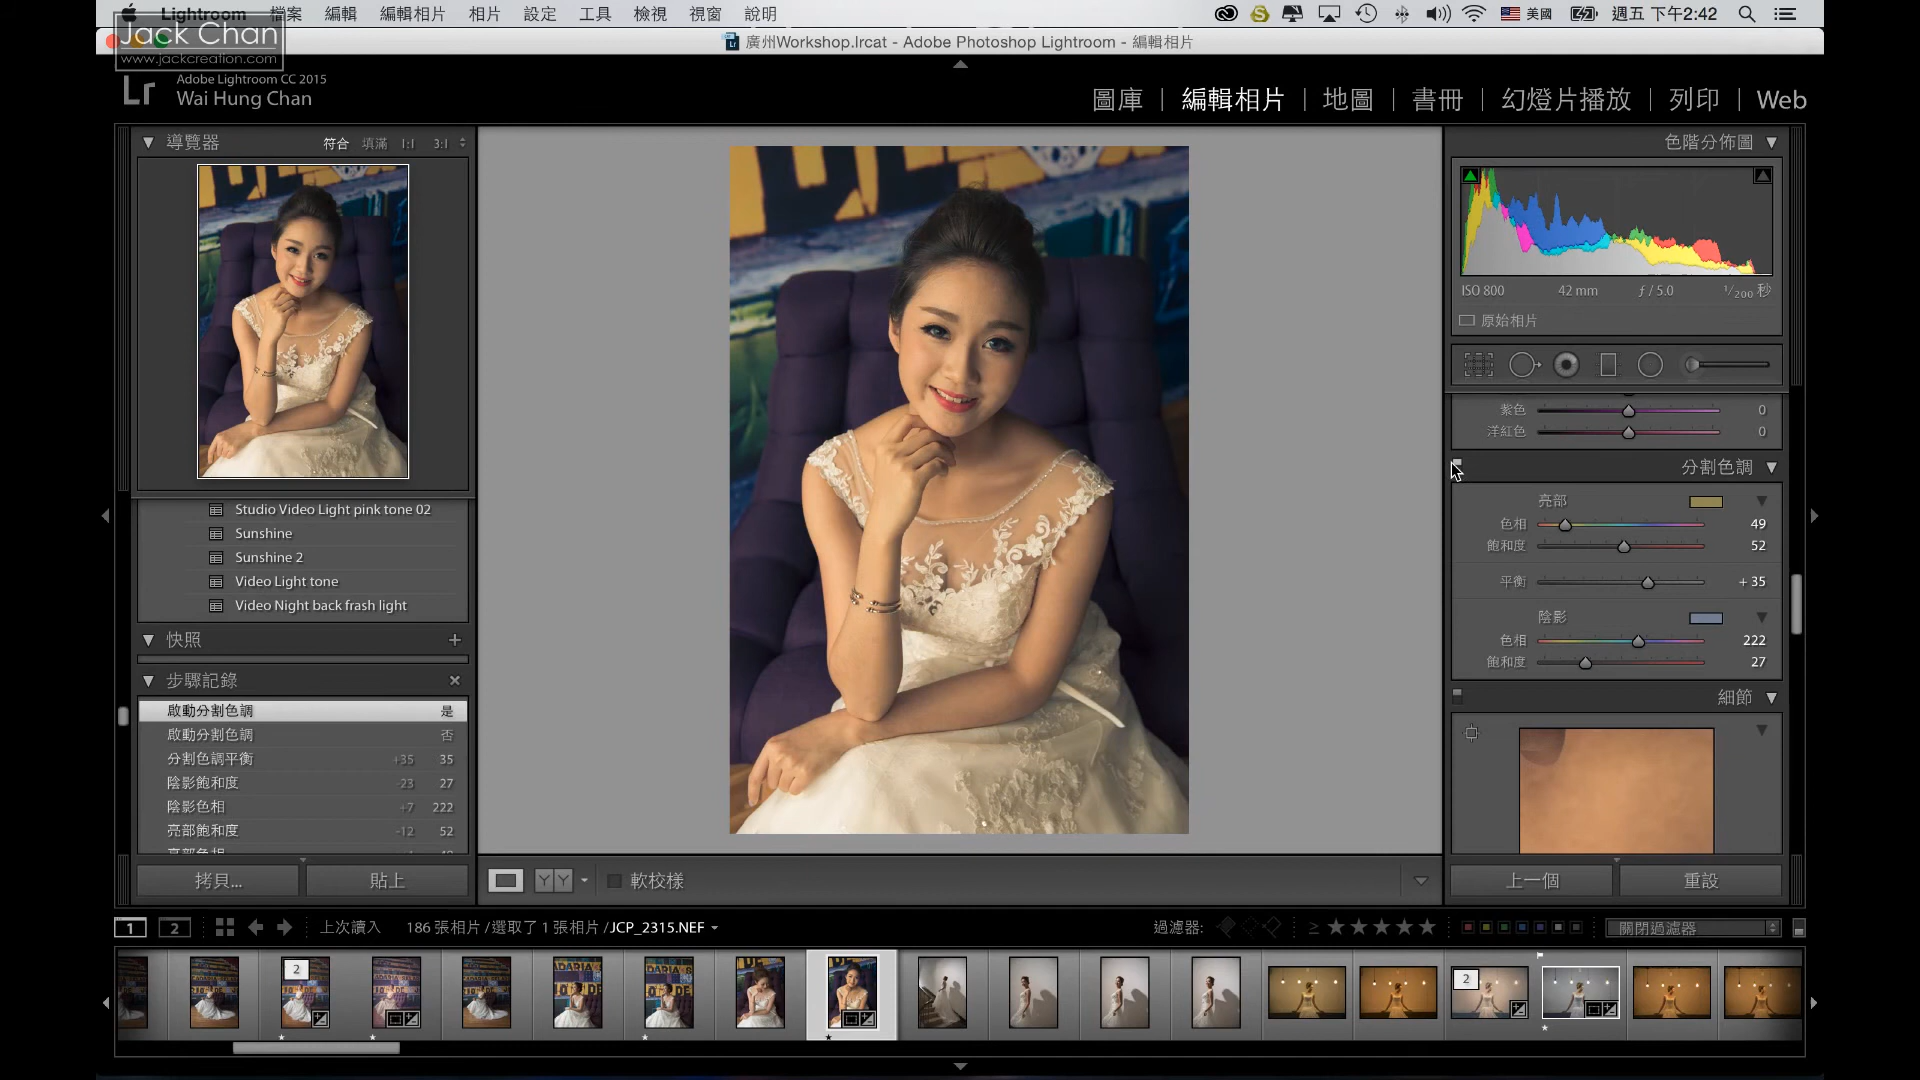 Lightroom 檔案 編輯 編輯相片 相片 設定 工具 檢視 視窗 說明 美國 週五 下午2:42
Jack Chan
www.jackcreation.com
廣州Workshop.lrcat - Adobe Photoshop Lightroom - 編輯相片
Lr
Adobe Lightroom CC 2015
Wai Hung Chan
圖庫 | 編輯相片 | 地圖 | 書冊 | 幻燈片播放 | 列印 | Web
導覽器 符合 填滿 1:1 3:1
色階分佈圖
ISO 800 42 mm ƒ / 5.0 1/200 秒
原始相片
紫色 0
洋紅色 0
分割色調
亮部
色相 49
飽和度 52
平衡 + 35
陰影
色相 222
飽和度 27
細節
Studio Video Light pink tone 02
Sunshine
Sunshine 2
Video Light tone
Video Night back frash light
快照 +
步驟記錄 ×
啟動分割色調 是
啟動分割色調 否
分割色調平衡 +35 35
陰影飽和度 -23 27
陰影色相 +7 222
亮部飽和度 -12 52
拷貝... 貼上
YY 軟校樣
上一個 重設
1 2 上次讀入 186 張相片 /選取了 1 張相片 /JCP_2315.NEF
過濾器: ≥ ★★★★★ 關閉過濾器
2
2